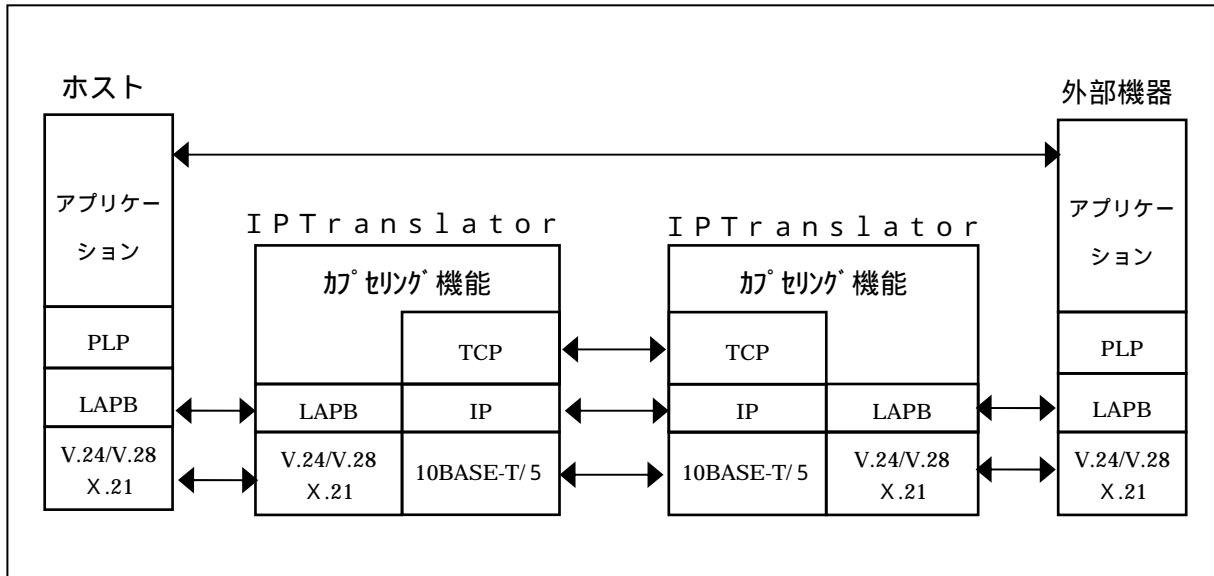 ホスト
アプリケー
ション
PLP
LAPB
V.24/V.28
X.21
IPTranslator
カプセリング機能
TCP
LAPB
IP
V.24/V.28
X.21
10BASE-T/5
IPTranslator
カプセリング機能
TCP
IP
LAPB
10BASE-T/5
V.24/V.28
X.21
外部機器
アプリケー
ション
PLP
LAPB
V.24/V.28
X.21